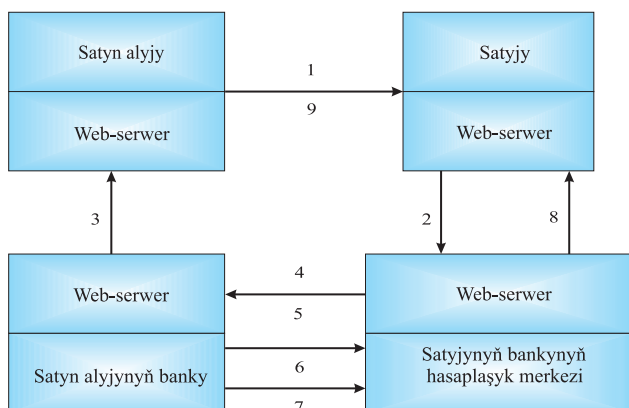 Satyn alyjy
Web-serwer
1
9
Satyjy
Web-serwer
3
2
8
Web-serwer
Satyn alyjynyň banky
4
5
6
7
Web-serwer
Satyjynyň bankynyň
hasaplaşyk merkezi